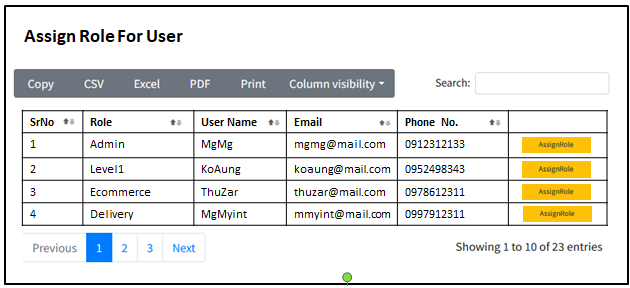 Assign Role For User
Copy CSV Excel PDF Print Column visibility Search:
SrNo Role User Name Email Phone No.
1 Admin MgMg mgmg@mail.com 0912312133 AssignRole
2 Level1 KoAung koaung@mail.com 0952498343 AssignRole
3 Ecommerce ThuZar thuzar@mail.com 0978612311 AssignRole
4 Delivery MgMyint mmyint@mail.com 0997912311 AssignRole
Previous 1 2 3 Next Showing 1 to 10 of 23 entries